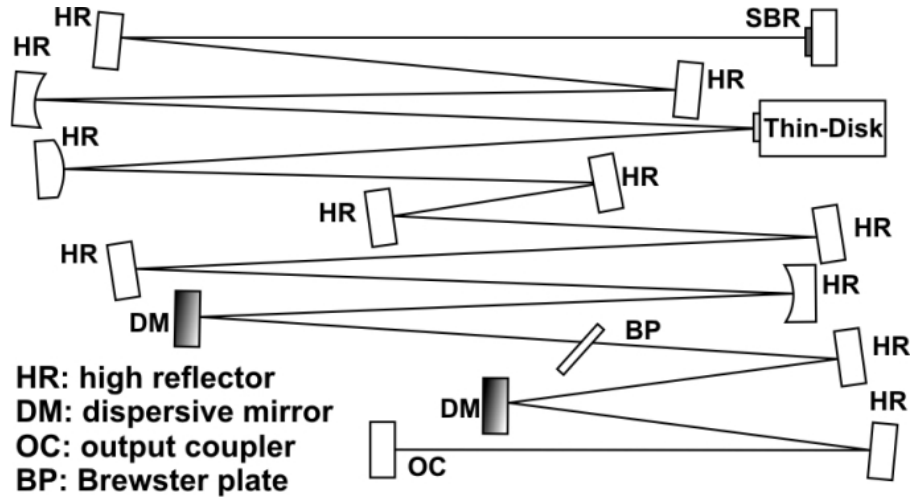 HR
SBR
HR
HR
Thin-Disk
HR
HR
HR
HR
HR
HR
DM
BP
HR
DM
HR
OC
HR: high reflector
DM: dispersive mirror
OC: output coupler
BP: Brewster plate